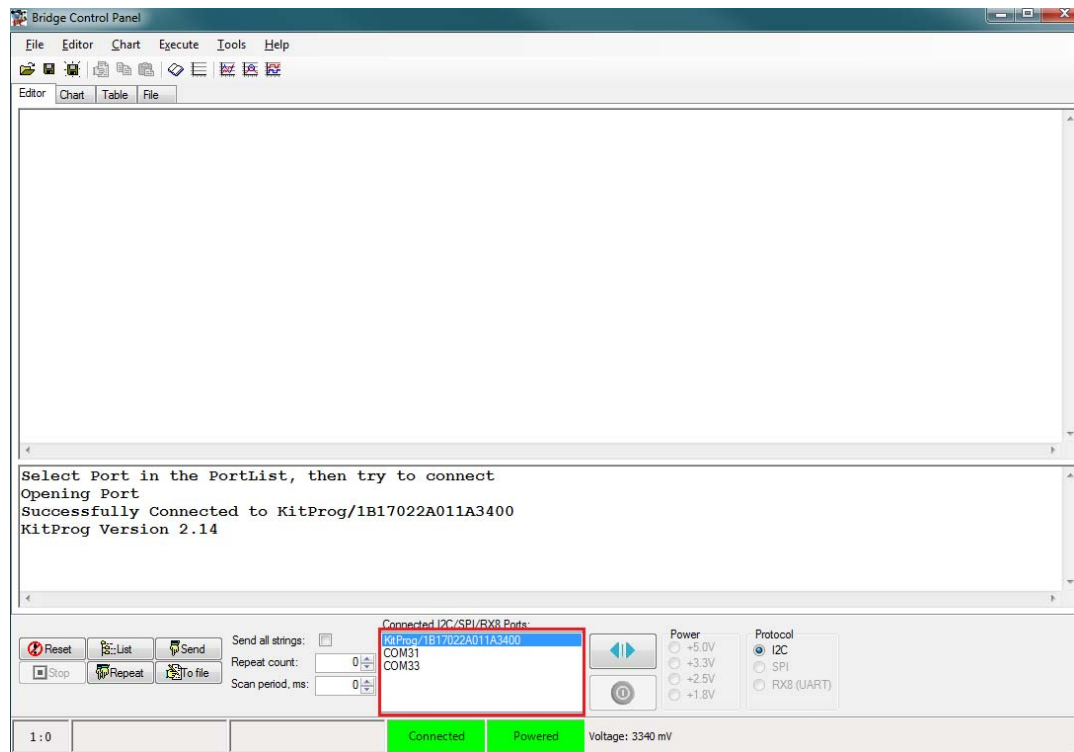 Bridge Control Panel
File Editor Chart Execute Tools Help
Editor Chart Table File
Select Port in the PortList, then try to connect
Opening Port
Successfully Connected to KitProg/1B17022A011A3400
KitProg Version 2.14
Connected I2C/SPI/RX8 Ports:
KitProg/1B17022A011A3400
COM31
COM33
Reset List Send
Stop Repeat To file
Send all strings:
Repeat count: 0
Scan period, ms: 0
Power
+5.0V
+3.3V
+2.5V
+1.8V
Protocol
I2C
SPI
RX8 (UART)
1:0 Connected Powered Voltage: 3340 mV